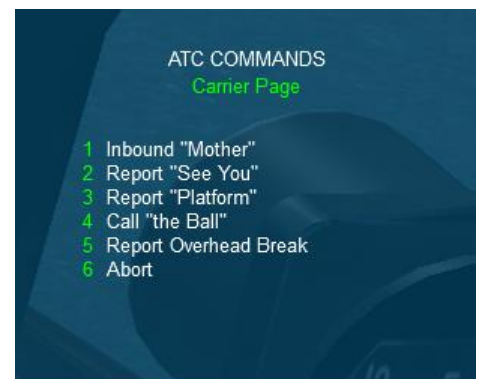 ATC COMMANDS
Carrier Page
1 Inbound "Mother"
2 Report "See You"
3 Report "Platform"
4 Call "the Ball"
5 Report Overhead Break
6 Abort